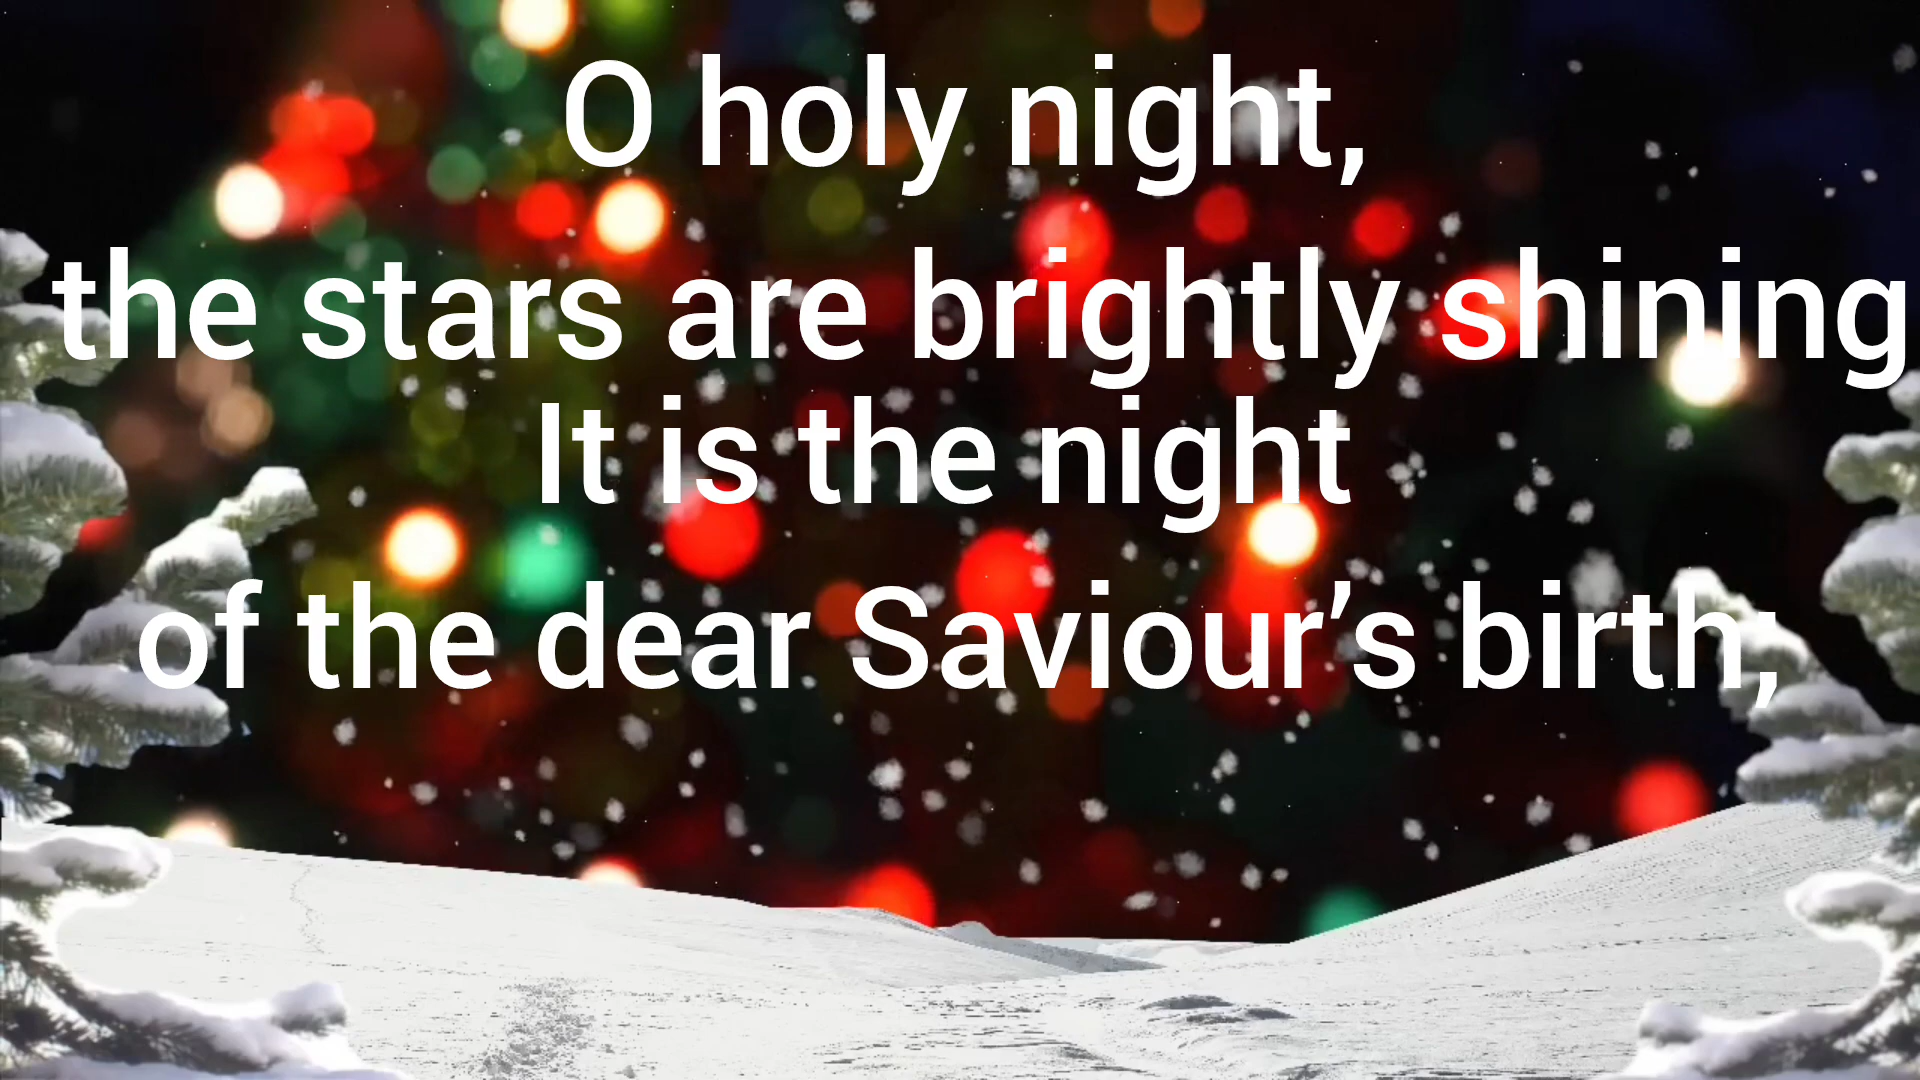 O holy night,
the stars are brightly shining
It is the night
of the dear Saviour’s birth;